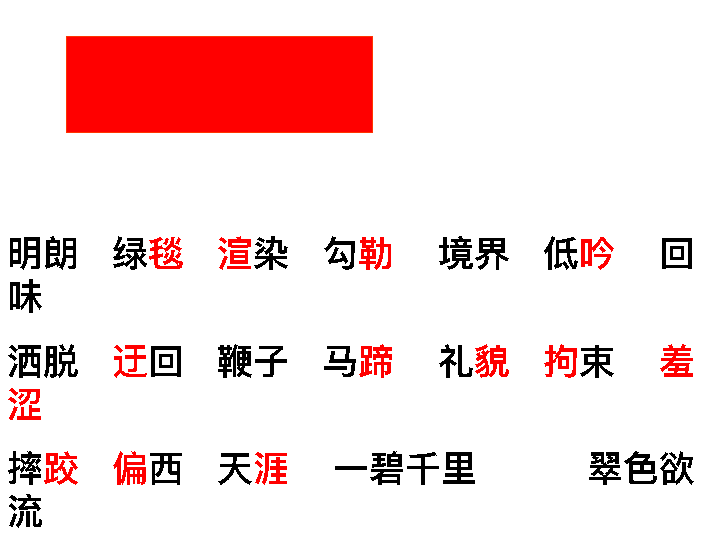 明朗 绿毯 渲染 勾勒 境界 低吟 回
味
洒脱 迂回 鞭子 马蹄 礼貌 拘束 羞
涩
摔跤 偏西 天涯 一碧千里 翠色欲
流